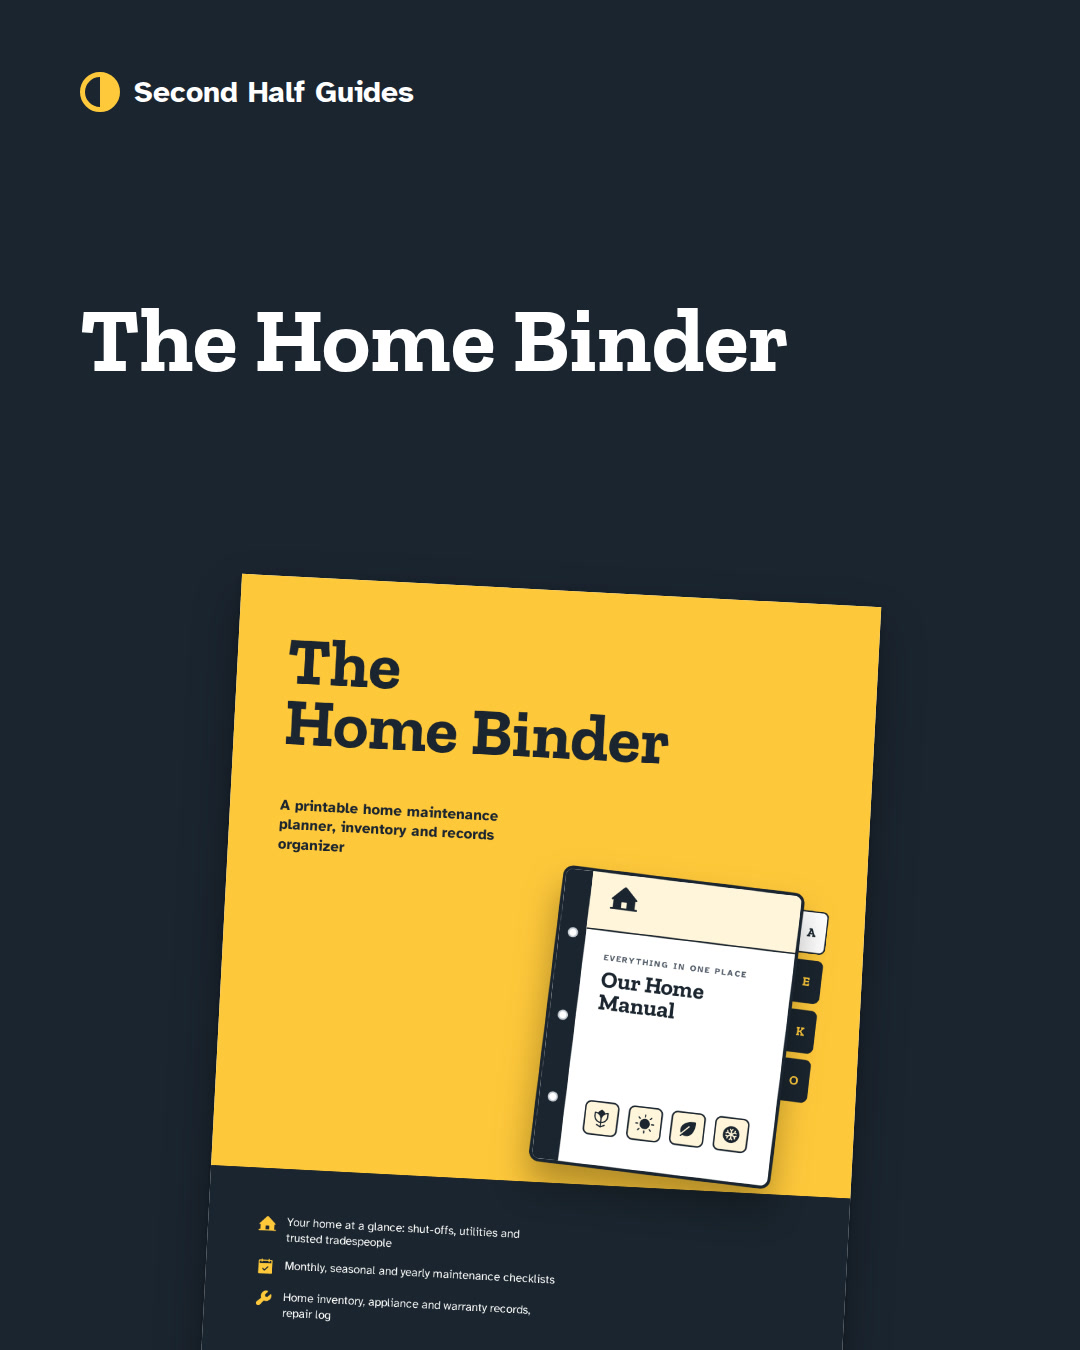 Second Half Guides
The Home Binder
The
Home Binder
A printable home maintenance
planner, inventory and records
organizer
EVERYTHING IN ONE PLACE
Our Home
Manual
A
E
K
O
Your home at a glance: shut-offs, utilities and
trusted tradespeople
Monthly, seasonal and yearly maintenance checklists
Home inventory, appliance and warranty records,
repair log